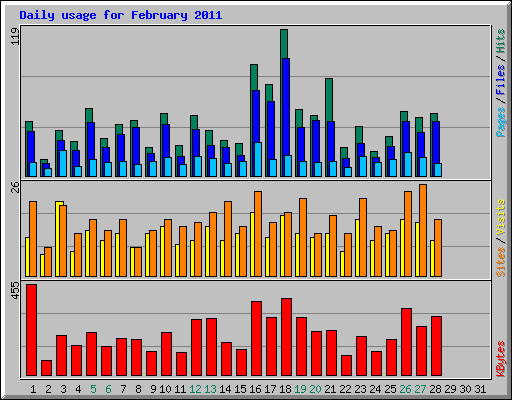 Daily usage for February 2011
119
Pages / Files / Hits
26
Sites / Visits
455
KBytes
1 2 3 4 5 6 7 8 9 10 11 12 13 14 15 16 17 18 19 20 21 22 23 24 25 26 27 28 29 30 31